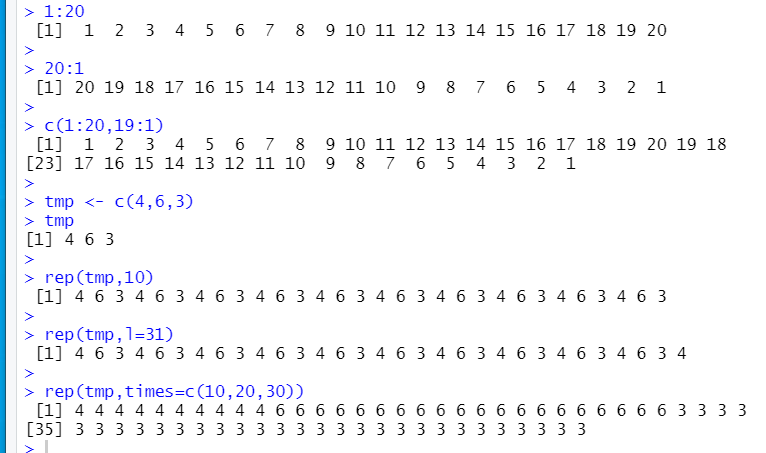 > 1:20
 [1]  1  2  3  4  5  6  7  8  9 10 11 12 13 14 15 16 17 18 19 20
>
> 20:1
 [1] 20 19 18 17 16 15 14 13 12 11 10  9  8  7  6  5  4  3  2  1
>
> c(1:20,19:1)
 [1]  1  2  3  4  5  6  7  8  9 10 11 12 13 14 15 16 17 18 19 20 19 18
[23] 17 16 15 14 13 12 11 10  9  8  7  6  5  4  3  2  1
>
> tmp <- c(4,6,3)
> tmp
[1] 4 6 3
>
> rep(tmp,10)
 [1] 4 6 3 4 6 3 4 6 3 4 6 3 4 6 3 4 6 3 4 6 3 4 6 3 4 6 3 4 6 3
>
> rep(tmp,l=31)
 [1] 4 6 3 4 6 3 4 6 3 4 6 3 4 6 3 4 6 3 4 6 3 4 6 3 4 6 3 4 6 3 4
>
> rep(tmp,times=c(10,20,30))
 [1] 4 4 4 4 4 4 4 4 4 4 6 6 6 6 6 6 6 6 6 6 6 6 6 6 6 6 6 6 6 6 3 3 3 3
[35] 3 3 3 3 3 3 3 3 3 3 3 3 3 3 3 3 3 3 3 3 3 3 3 3 3 3
>